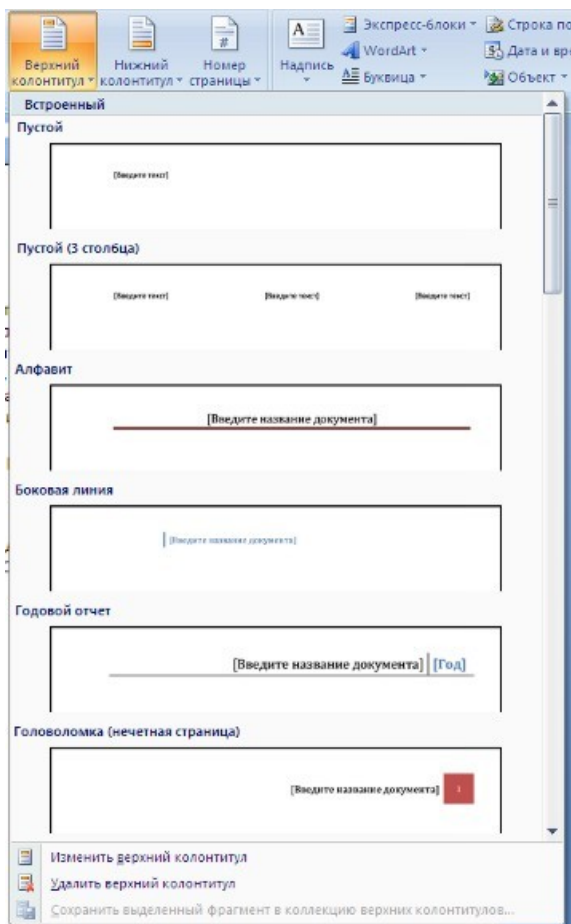 Верхний колонтитул
Нижний колонтитул
Номер страницы
#
A
Надпись
Экспресс-блоки
WordArt
Буквица
Строка по
Дата и вре
Объект
Встроенный
Пустой
[Введите текст]
Пустой (3 столбца)
[Введите текст] [Введите текст] [Введите текст]
Алфавит
[Введите название документа]
Боковая линия
[Введите название документа]
Годовой отчет
[Введите название документа] [Год]
Головоломка (нечетная страница)
[Введите название документа] 1
Изменить верхний колонтитул
Удалить верхний колонтитул
Сохранить выделенный фрагмент в коллекцию верхних колонтитулов...